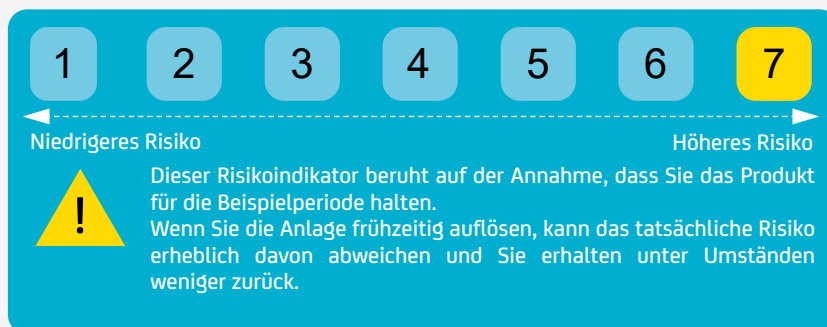 1 2 3 4 5 6 7
Niedrigeres Risiko Höheres Risiko
! Dieser Risikoindikator beruht auf der Annahme, dass Sie das Produkt
für die Beispielperiode halten.
Wenn Sie die Anlage frühzeitig auflösen, kann das tatsächliche Risiko
erheblich davon abweichen und Sie erhalten unter Umständen
weniger zurück.